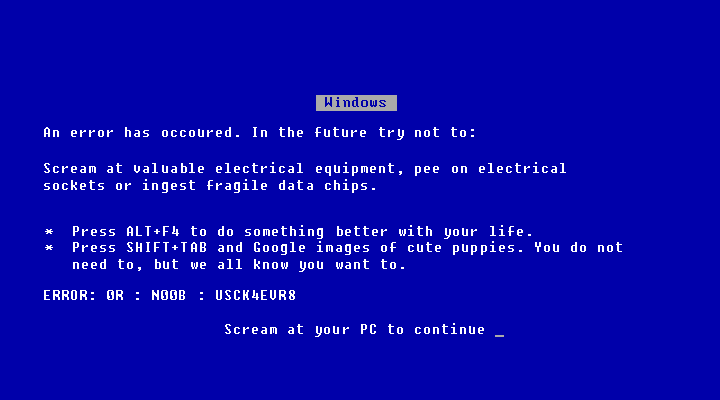 Windows
An error has occoured. In the future try not to:
Scream at valuable electrical equipment, pee on electrical
sockets or ingest fragile data chips.
* Press ALT+F4 to do something better with your life.
* Press SHIFT+TAB and Google images of cute puppies. You do not
need to, but we all know you want to.
ERROR: 0R : N00B : USCK4EVR8
Scream at your PC to continue _